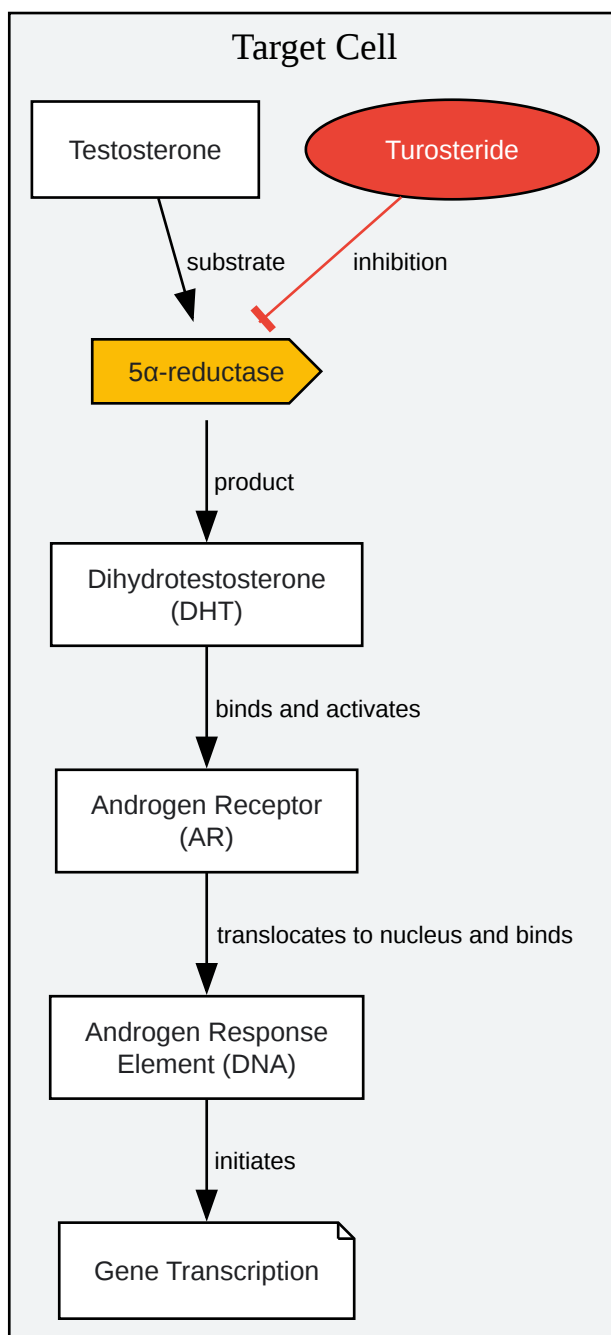 Target Cell
Testosterone
Turosteride
substrate
inhibition
5α-reductase
product
Dihydrotestosterone
(DHT)
binds and activates
Androgen Receptor
(AR)
translocates to nucleus and binds
Androgen Response
Element (DNA)
initiates
Gene Transcription